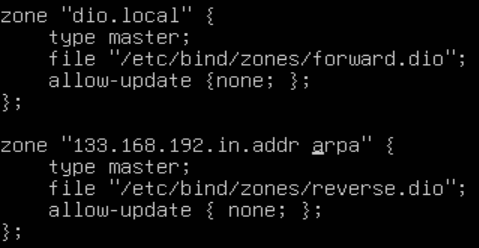 zone "dio.local" {
    type master;
    file "/etc/bind/zones/forward.dio";
    allow-update {none; };
};

zone "133.168.192.in.addr arpa" {
    type master;
    file "/etc/bind/zones/reverse.dio";
    allow-update { none; };
};